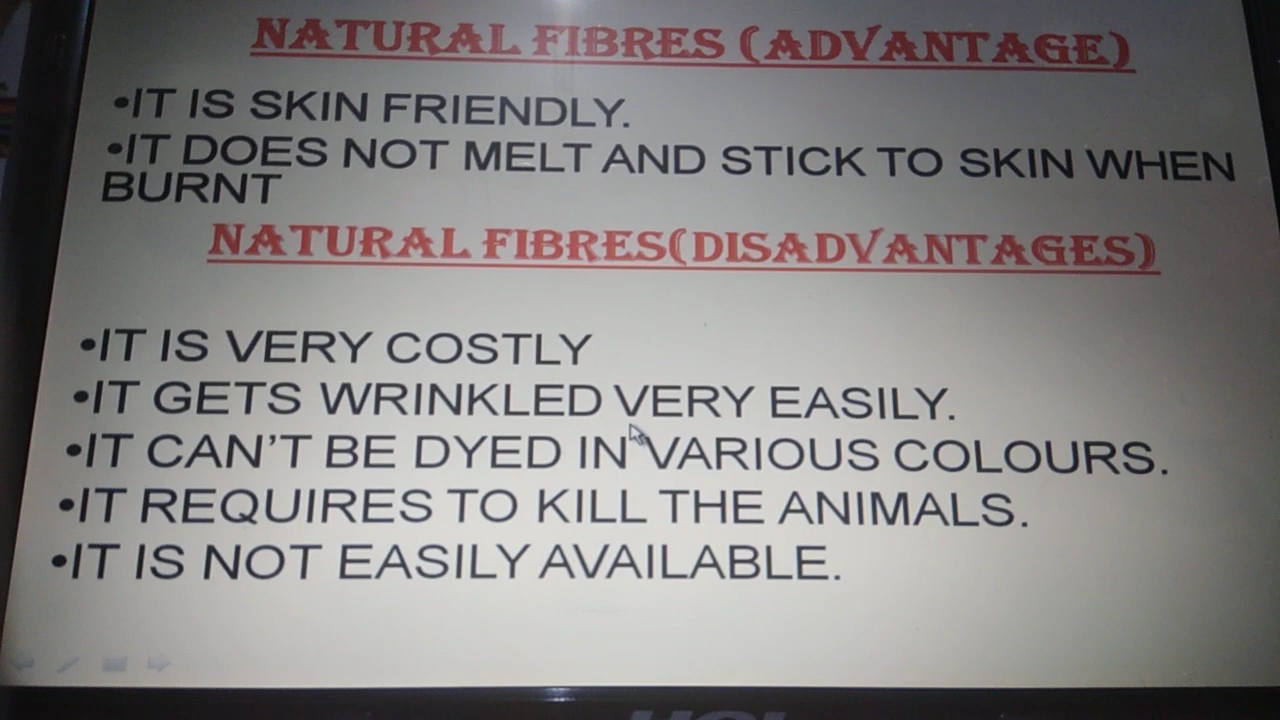 NATURAL FIBRES (ADVANTAGE)
•IT IS SKIN FRIENDLY.
•IT DOES NOT MELT AND STICK TO SKIN WHEN
BURNT
NATURAL FIBRES(DISADVANTAGES)
•IT IS VERY COSTLY
•IT GETS WRINKLED VERY EASILY.
•IT CAN'T BE DYED IN VARIOUS COLOURS.
•IT REQUIRES TO KILL THE ANIMALS.
•IT IS NOT EASILY AVAILABLE.